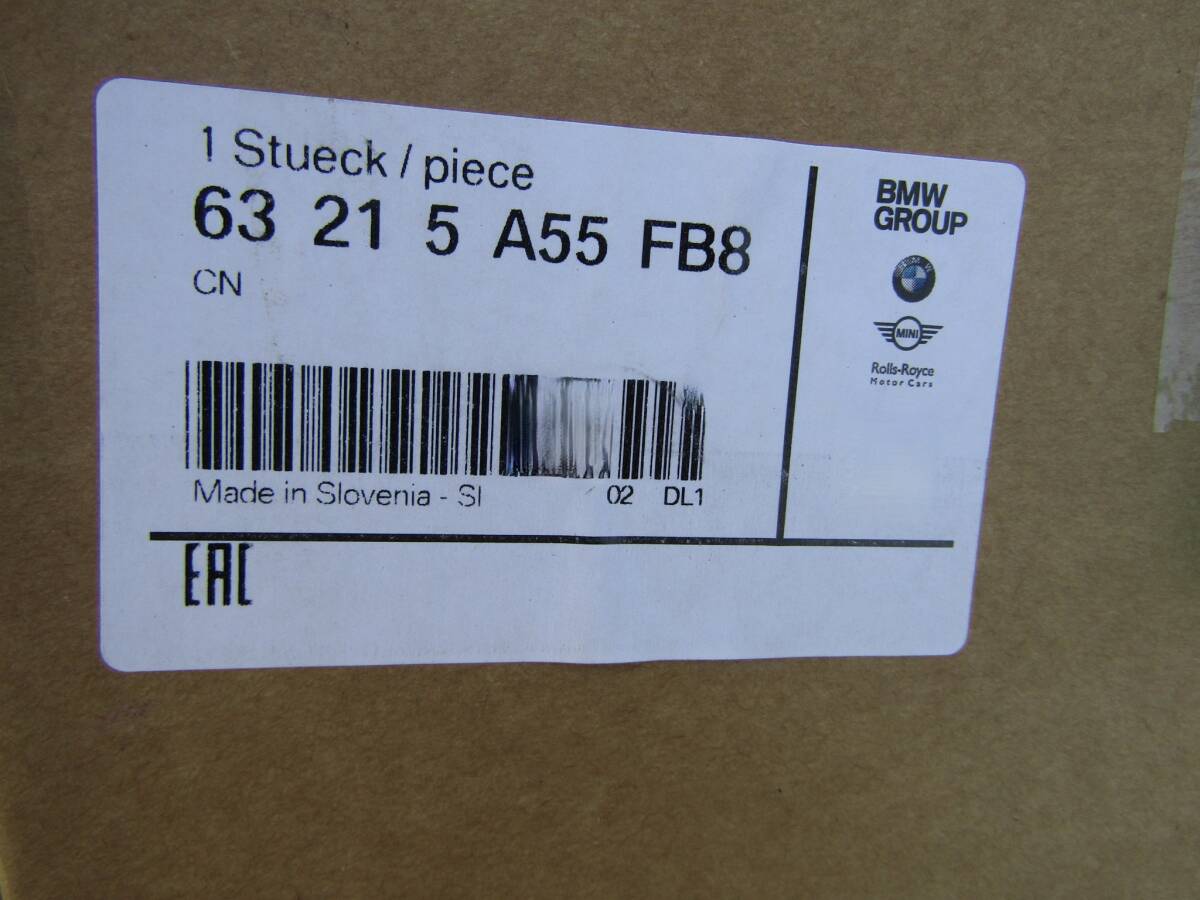 1 Stueck / piece
63 21 5 A55 FB8
CN
Made in Slovenia - SI 02 DL1
EAC
BMW
GROUP
BMW
MINI
Rolls-Royce
Motor Cars